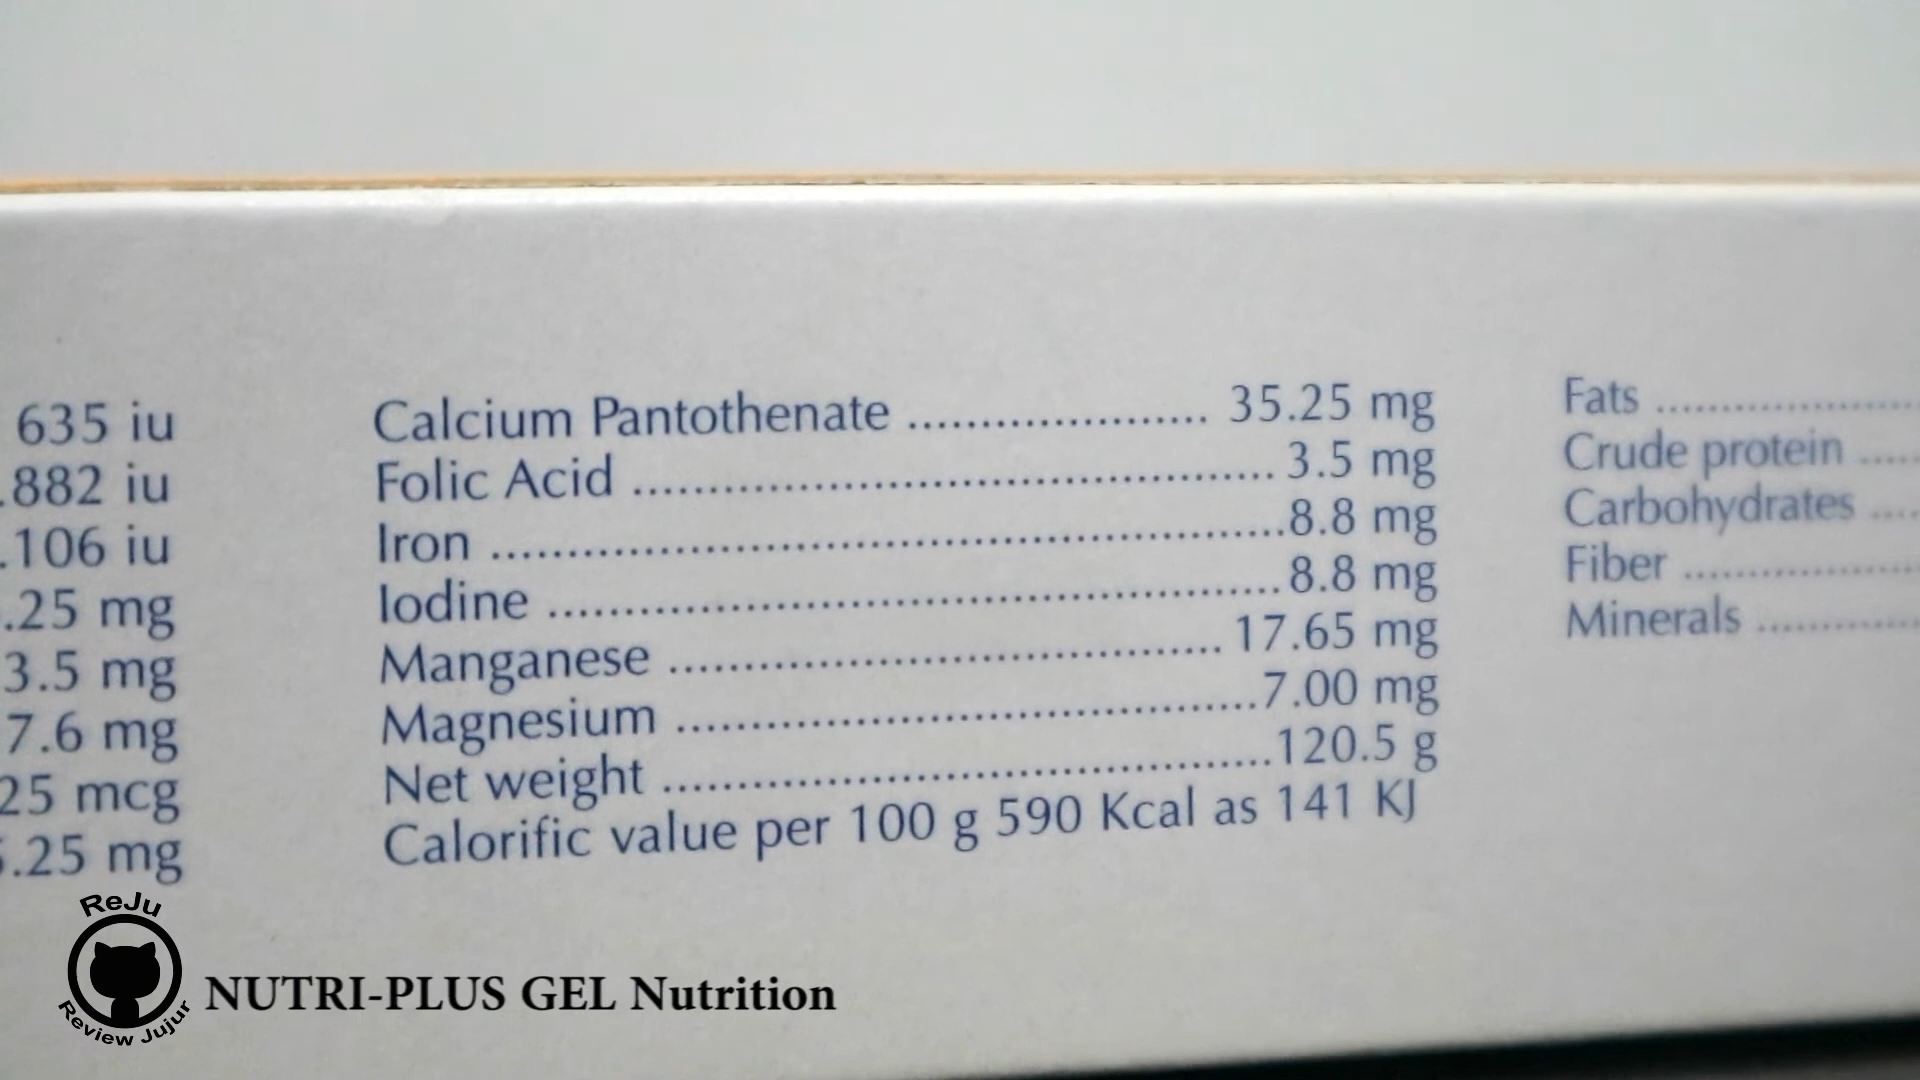 635 iu
.882 iu
.106 iu
.25 mg
3.5 mg
7.6 mg
25 mcg
.25 mg
Calcium Pantothenate .................... 35.25 mg
Folic Acid ........................................... 3.5 mg
Iron .....................................................8.8 mg
Iodine .................................................8.8 mg
Manganese ..................................... 17.65 mg
Magnesium .......................................7.00 mg
Net weight .........................................120.5 g
Calorific value per 100 g 590 Kcal as 141 KJ
Fats ..................
Crude protein .....
Carbohydrates ....
Fiber ................
Minerals ...........
ReJu
Review Jujur
NUTRI-PLUS GEL Nutrition